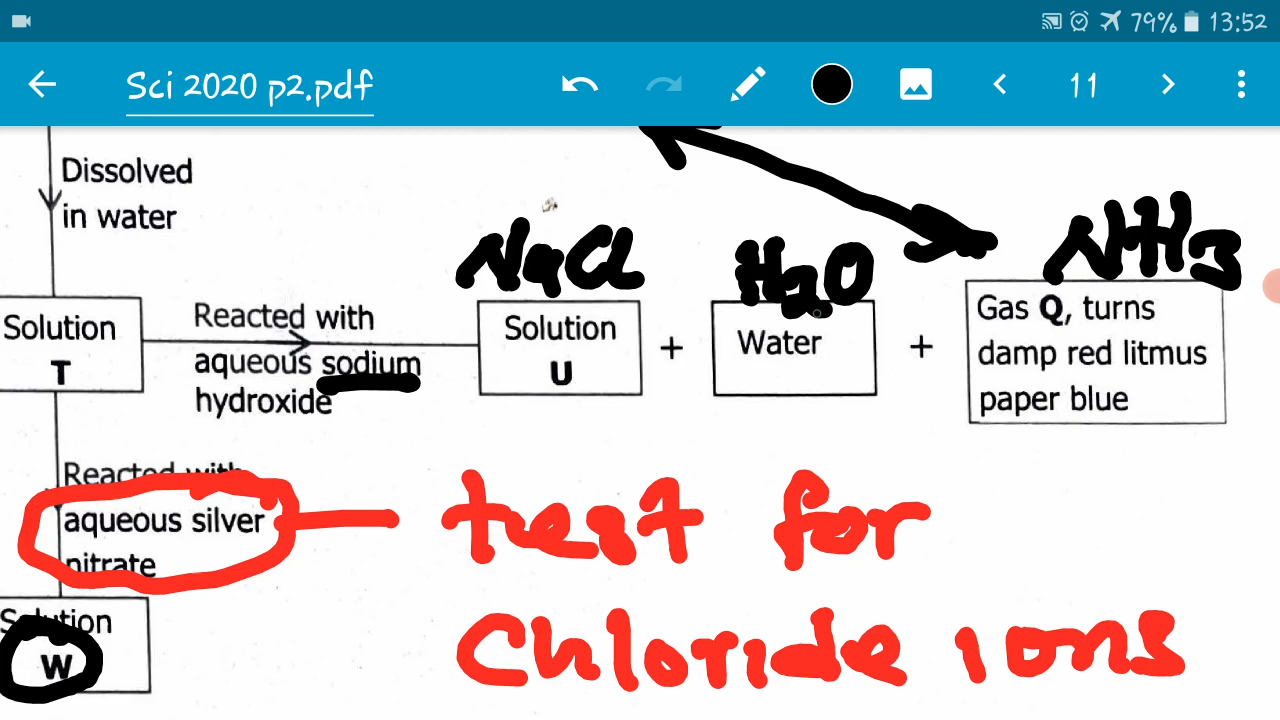 79% 13:52
Sci 2020 p2.pdf 11
Dissolved
in water
NaCl
H2O
NH3
Solution
T
Reacted with
aqueous sodium
hydroxide
Solution
U
+
Water
+
Gas Q, turns
damp red litmus
paper blue
Reacted with
aqueous silver
nitrate
test for
Chloride ions
Solution
W